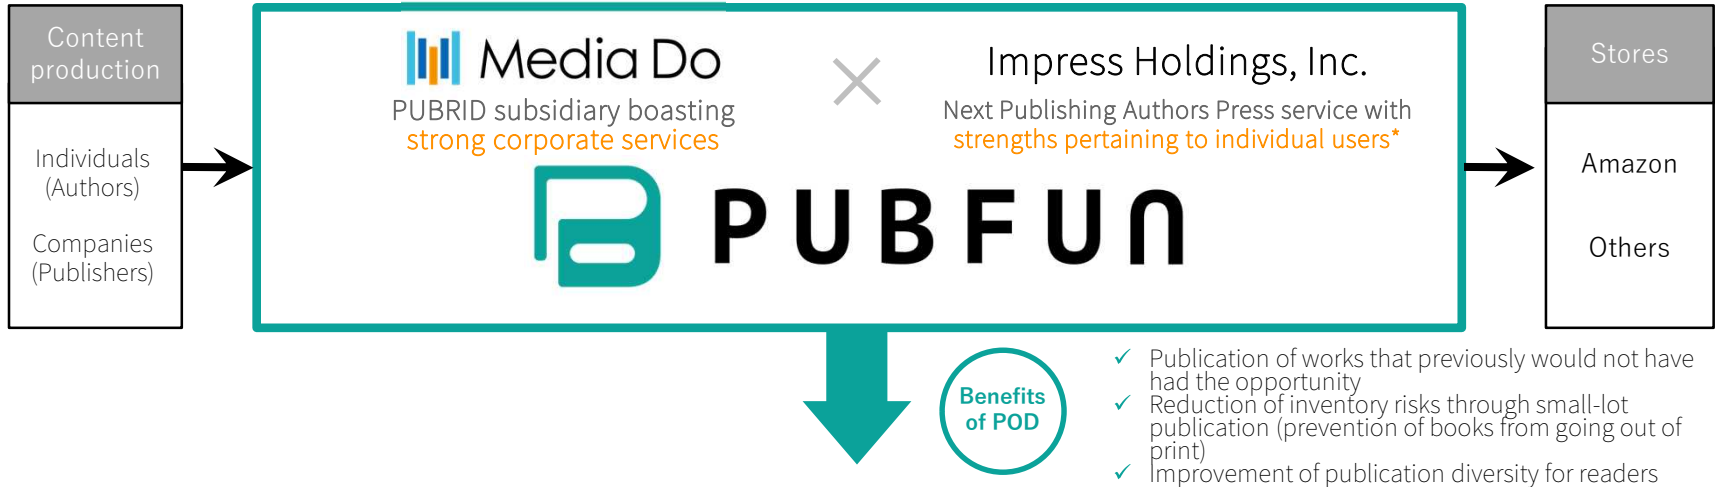 Content
production
Individuals
(Authors)
Companies
(Publishers)
Media Do
PUBRID subsidiary boasting
strong corporate services
Impress Holdings, Inc.
Next Publishing Authors Press service with
strengths pertaining to individual users*
PUBFUN
Stores
Amazon
Others
Benefits
of POD
✓ Publication of works that previously would not have
had the opportunity
✓ Reduction of inventory risks through small-lot
publication (prevention of books from going out of
print)
✓ Improvement of publication diversity for readers